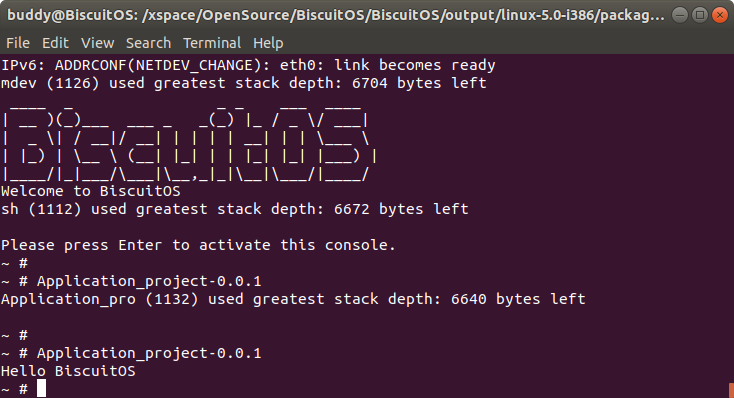 buddy@BiscuitOS: /xspace/OpenSource/BiscuitOS/BiscuitOS/output/linux-5.0-i386/packag...
File Edit View Search Terminal Help
IPv6: ADDRCONF(NETDEV_CHANGE): eth0: link becomes ready
mdev (1126) used greatest stack depth: 6704 bytes left
BiscuitOS
Welcome to BiscuitOS
sh (1112) used greatest stack depth: 6672 bytes left
Please press Enter to activate this console.
~ #
~ # Application_project-0.0.1
Application_pro (1132) used greatest stack depth: 6640 bytes left
~ #
~ # Application_project-0.0.1
Hello BiscuitOS
~ #